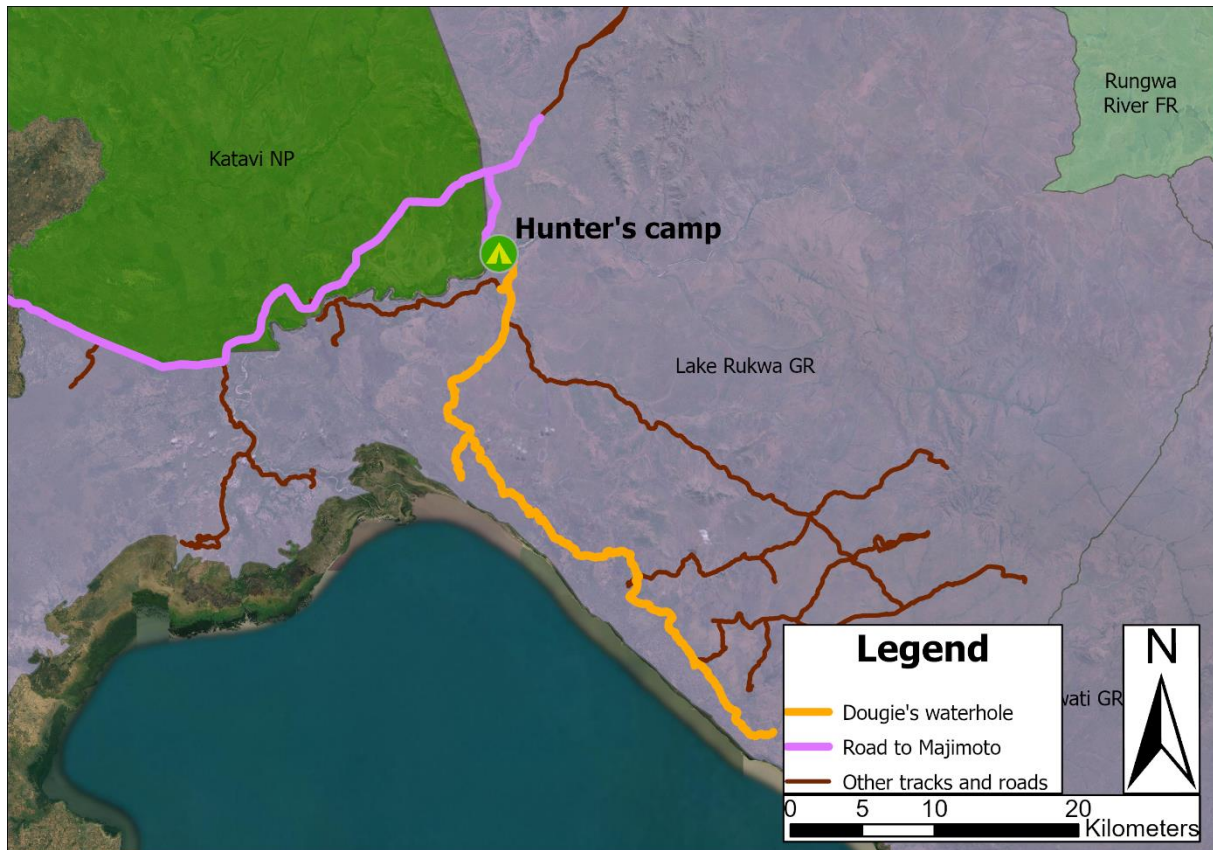 Rungwa
River FR
Katavi NP
Hunter's camp
Lake Rukwa GR
Legend
Dougie's waterhole
Road to Majimoto
Other tracks and roads
wati GR
N
0 5 10 20
Kilometers